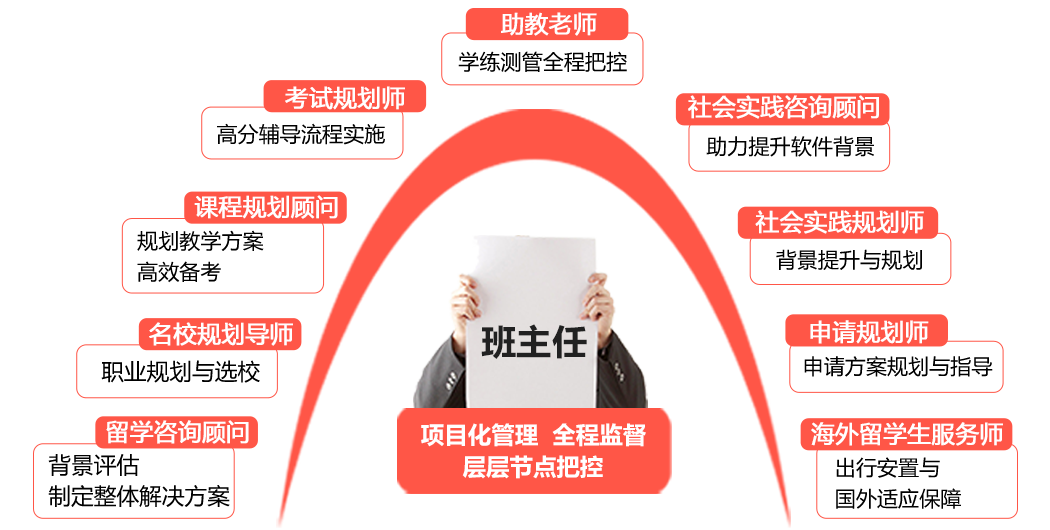 助教老师
学练测管全程把控
考试规划师
高分辅导流程实施
社会实践咨询顾问
助力提升软件背景
课程规划顾问
规划教学方案
高效备考
社会实践规划师
背景提升与规划
名校规划导师
职业规划与选校
申请规划师
申请方案规划与指导
留学咨询顾问
背景评估
制定整体解决方案
海外留学生服务师
出行安置与
国外适应保障
班主任
项目化管理 全程监督
层层节点把控